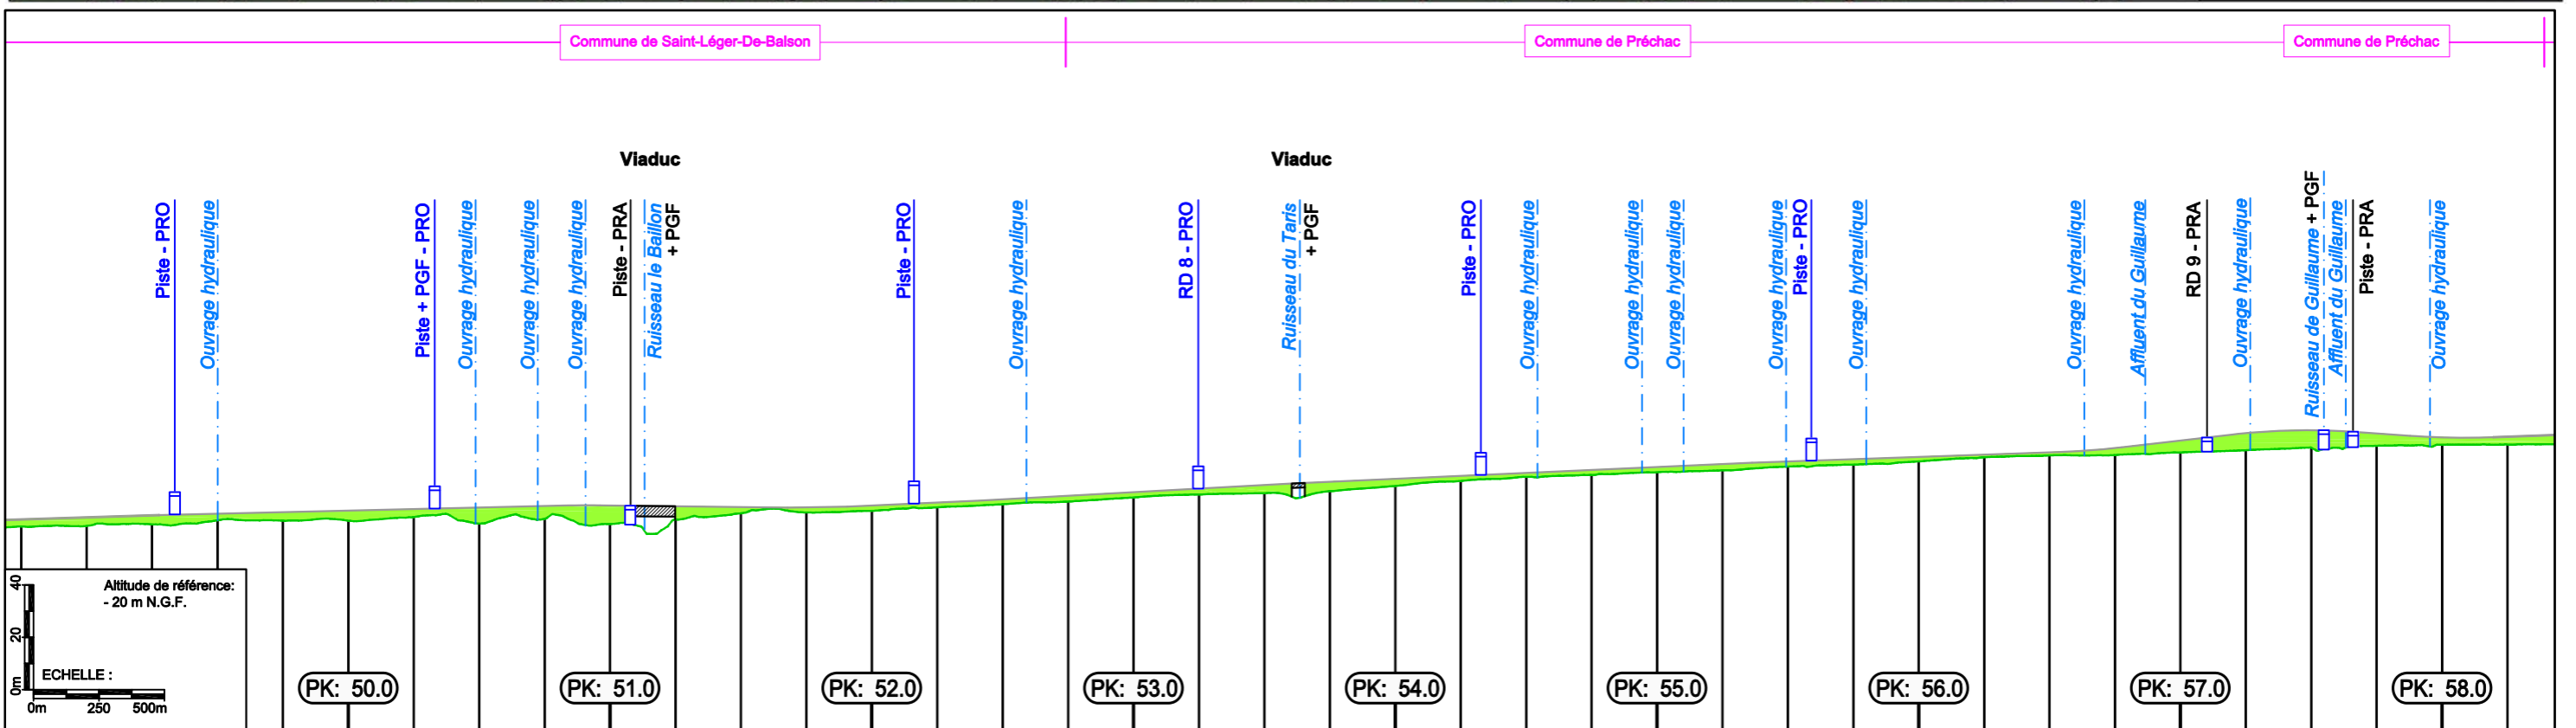 Commune de Saint-Léger-De-Balson
Commune de Préchac
Commune de Préchac
Viaduc
Viaduc
Piste - PRO
Ouvrage hydraulique
Piste + PGF - PRO
Ouvrage hydraulique
Ouvrage hydraulique
Ouvrage hydraulique
Piste - PRA
Ruisseau le Baillon
+ PGF
Piste - PRO
Ouvrage hydraulique
RD 8 - PRO
Ruisseau du Taris
+ PGF
Piste - PRO
Ouvrage hydraulique
Ouvrage hydraulique
Ouvrage hydraulique
Ouvrage hydraulique
Piste - PRO
Ouvrage hydraulique
Ouvrage hydraulique
Affluent du Guillaume
RD 9 - PRA
Ouvrage hydraulique
Ruisseau de Guillaume + PGF
Affluent du Guillaume
Piste - PRA
Ouvrage hydraulique
Altitude de référence:
- 20 m N.G.F.
40
20
0m
ECHELLE :
0m 250 500m
PK: 50.0
PK: 51.0
PK: 52.0
PK: 53.0
PK: 54.0
PK: 55.0
PK: 56.0
PK: 57.0
PK: 58.0